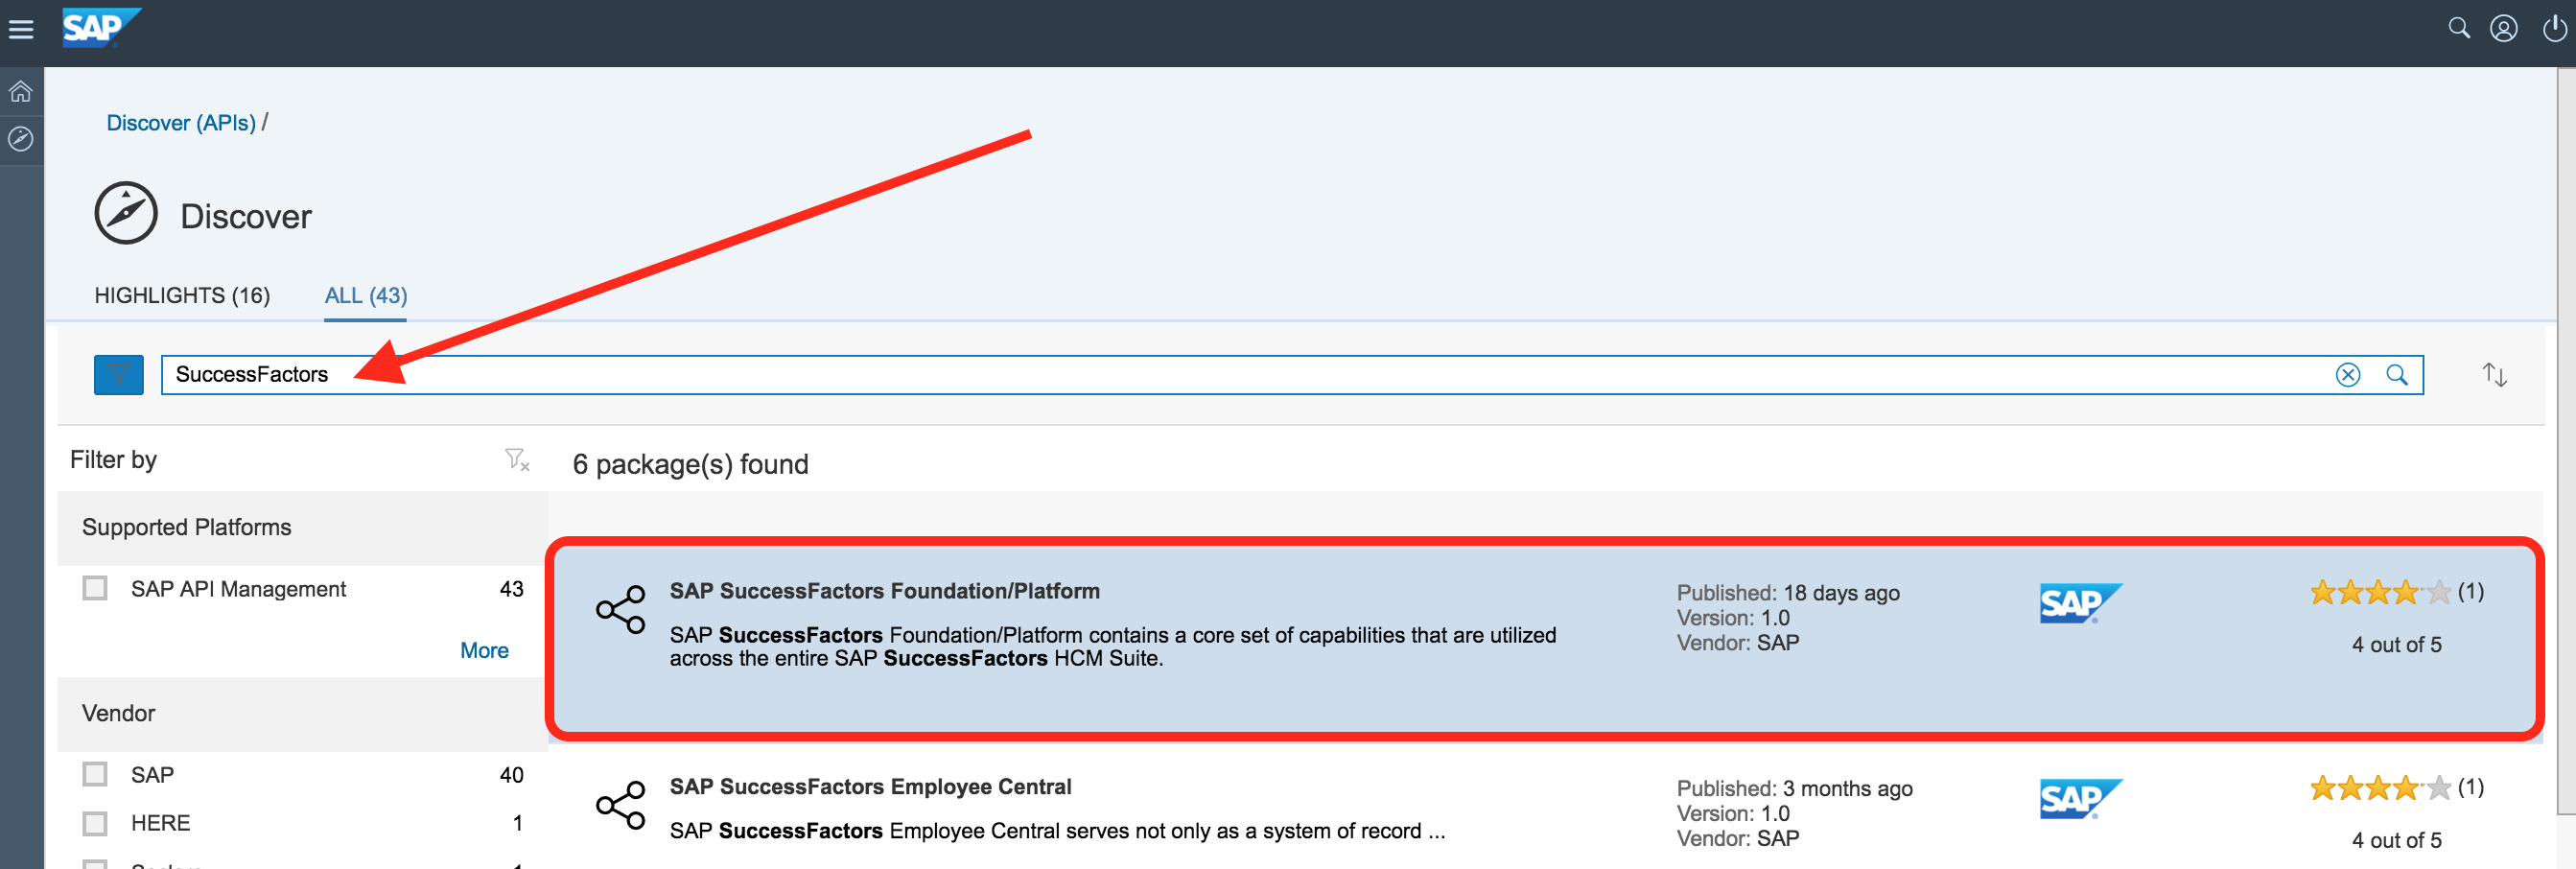 SAP
Discover (APIs) /
Discover
HIGHLIGHTS (16)
ALL (43)
SuccessFactors
Filter by
6 package(s) found
Supported Platforms
SAP API Management 43
More
Vendor
SAP 40
HERE 1
SAP SuccessFactors Foundation/Platform
SAP SuccessFactors Foundation/Platform contains a core set of capabilities that are utilized
across the entire SAP SuccessFactors HCM Suite.
Published: 18 days ago
Version: 1.0
Vendor: SAP
SAP
(1)
4 out of 5
SAP SuccessFactors Employee Central
SAP SuccessFactors Employee Central serves not only as a system of record ...
Published: 3 months ago
Version: 1.0
Vendor: SAP
SAP
(1)
4 out of 5